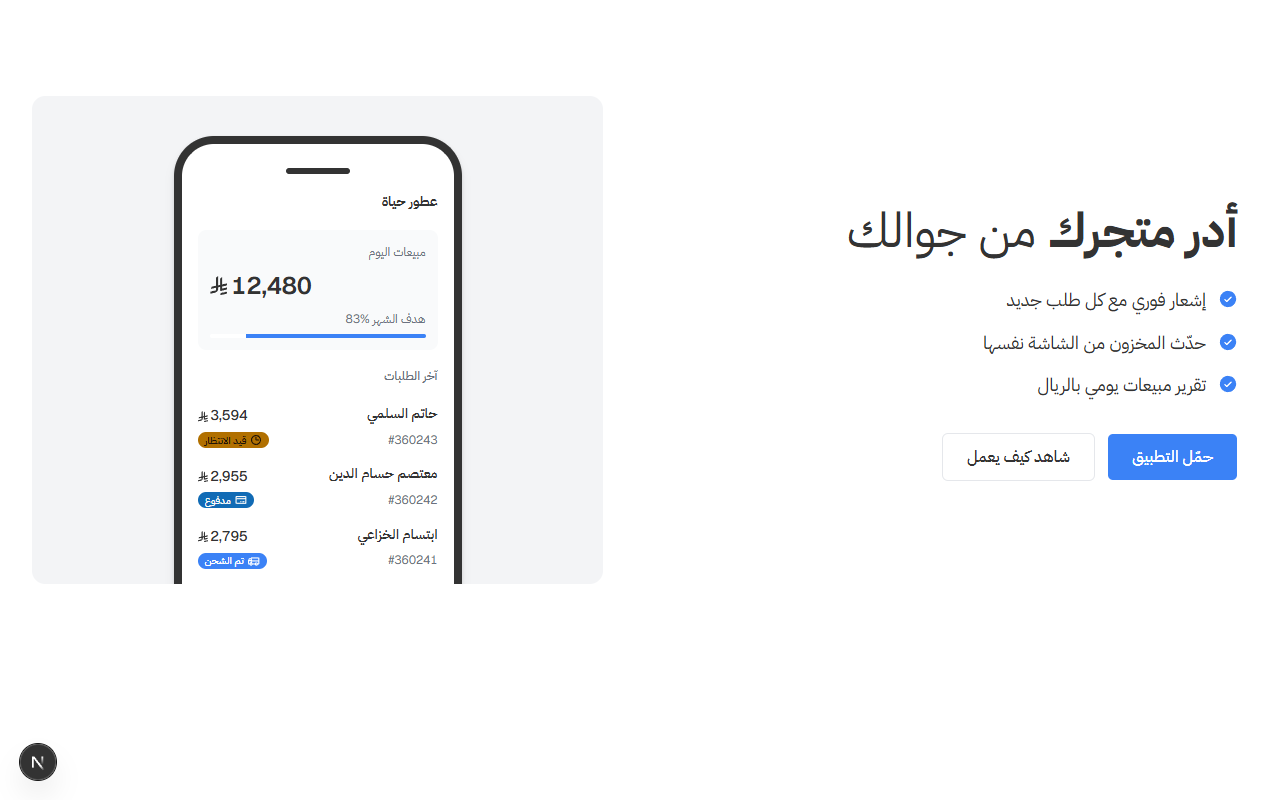 أدر متجرك من جوالك
إشعار فوري مع كل طلب جديد
حدّث المخزون من الشاشة نفسها
تقرير مبيعات يومي بالريال
حمّل التطبيق
شاهد كيف يعمل
عطور حياة
مبيعات اليوم
12,480 ⃁
هدف الشهر 83%
آخر الطلبات
حاتم السلمي
3,594 ⃁
#360243
قيد الانتظار
معتصم حسام الدين
2,955 ⃁
#360242
مدفوع
ابتسام الخزاعي
2,795 ⃁
#360241
تم الشحن
N